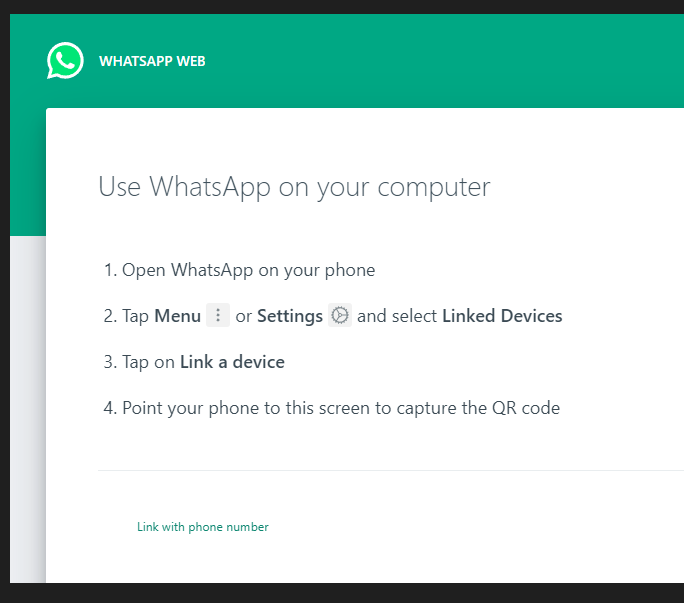 WHATSAPP WEB
Use WhatsApp on your computer
1. Open WhatsApp on your phone
2. Tap Menu or Settings and select Linked Devices
3. Tap on Link a device
4. Point your phone to this screen to capture the QR code
Link with phone number